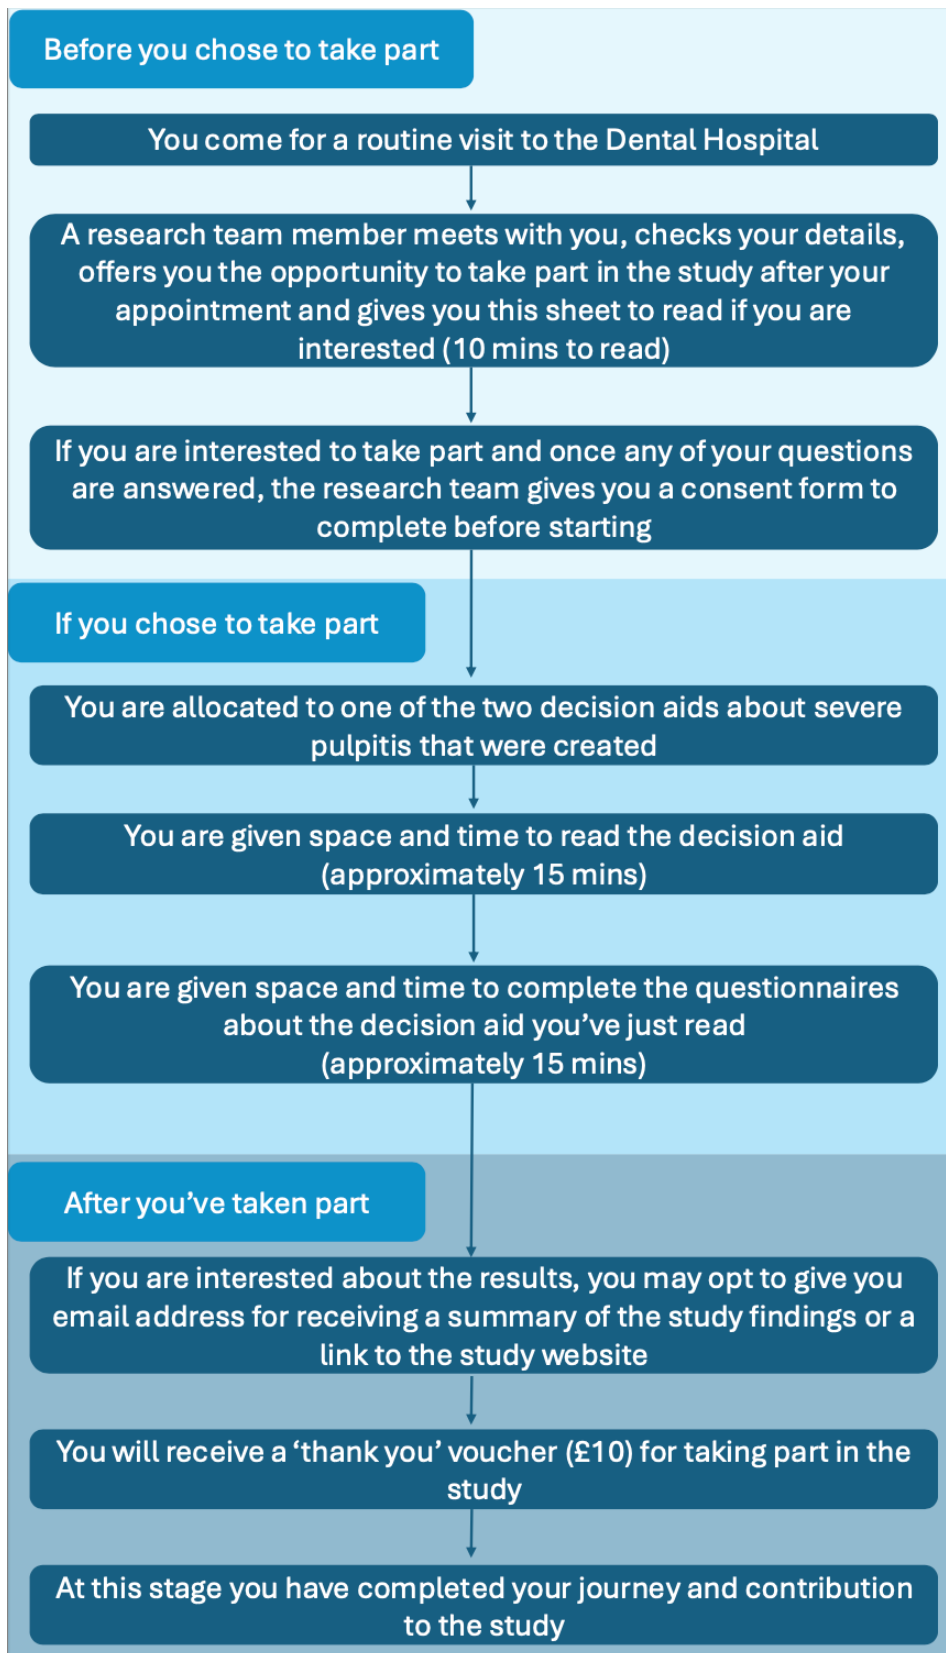 Before you chose to take part
You come for a routine visit to the Dental Hospital
A research team member meets with you, checks your details,
offers you the opportunity to take part in the study after your
appointment and gives you this sheet to read if you are
interested (10 mins to read)
If you are interested to take part and once any of your questions
are answered, the research team gives you a consent form to
complete before starting
If you chose to take part
You are allocated to one of the two decision aids about severe
pulpitis that were created
You are given space and time to read the decision aid
(approximately 15 mins)
You are given space and time to complete the questionnaires
about the decision aid you’ve just read
(approximately 15 mins)
After you’ve taken part
If you are interested about the results, you may opt to give you
email address for receiving a summary of the study findings or a
link to the study website
You will receive a ‘thank you’ voucher (£10) for taking part in the
study
At this stage you have completed your journey and contribution
to the study